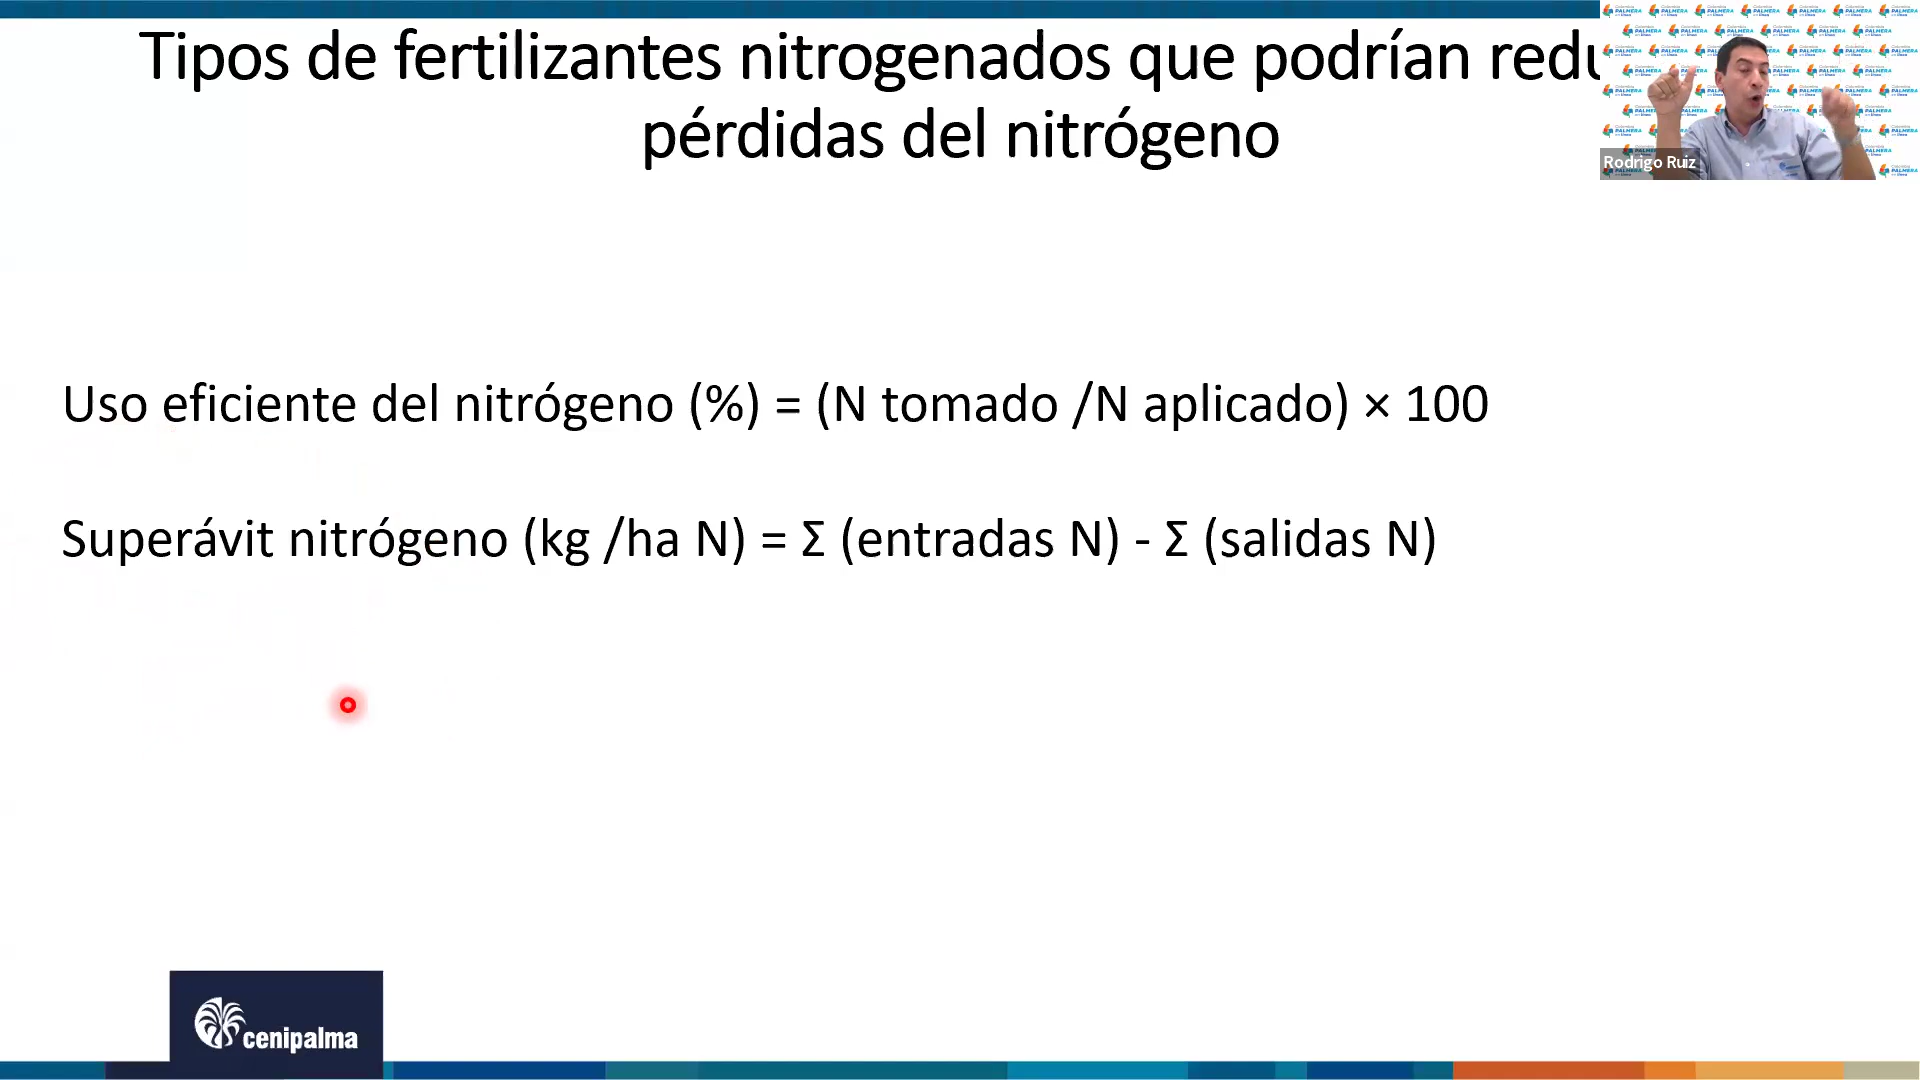 Tipos de fertilizantes nitrogenados que podrían redu
pérdidas del nitrógeno
Rodrigo Ruiz
Uso eficiente del nitrógeno (%) = (N tomado /N aplicado) × 100
Superávit nitrógeno (kg /ha N) = Σ (entradas N) - Σ (salidas N)
cenipalma